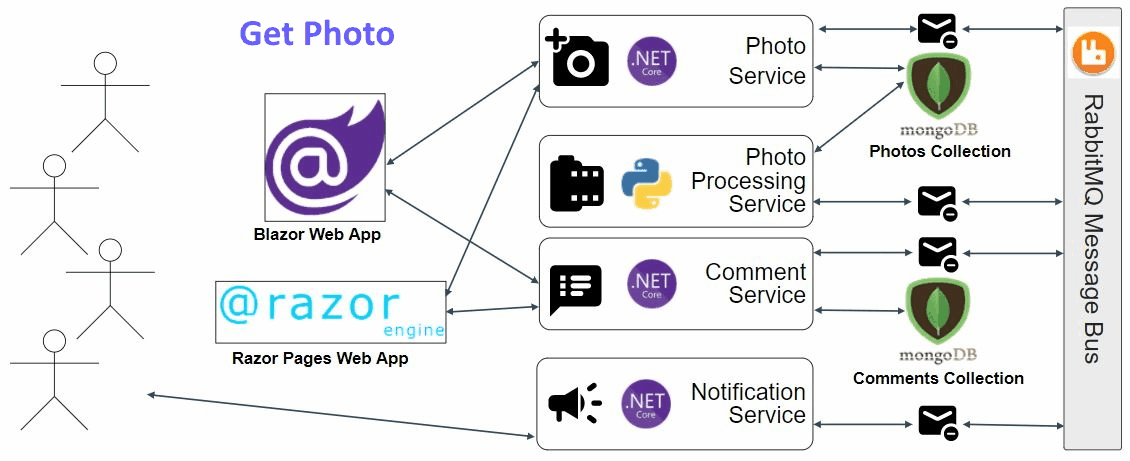 Get Photo
@
Blazor Web App
@razor
engine
Razor Pages Web App
.NET
Core
Photo
Service
Photo
Processing
Service
.NET
Core
Comment
Service
.NET
Core
Notification
Service
mongoDB
Photos Collection
mongoDB
Comments Collection
RabbitMQ Message Bus